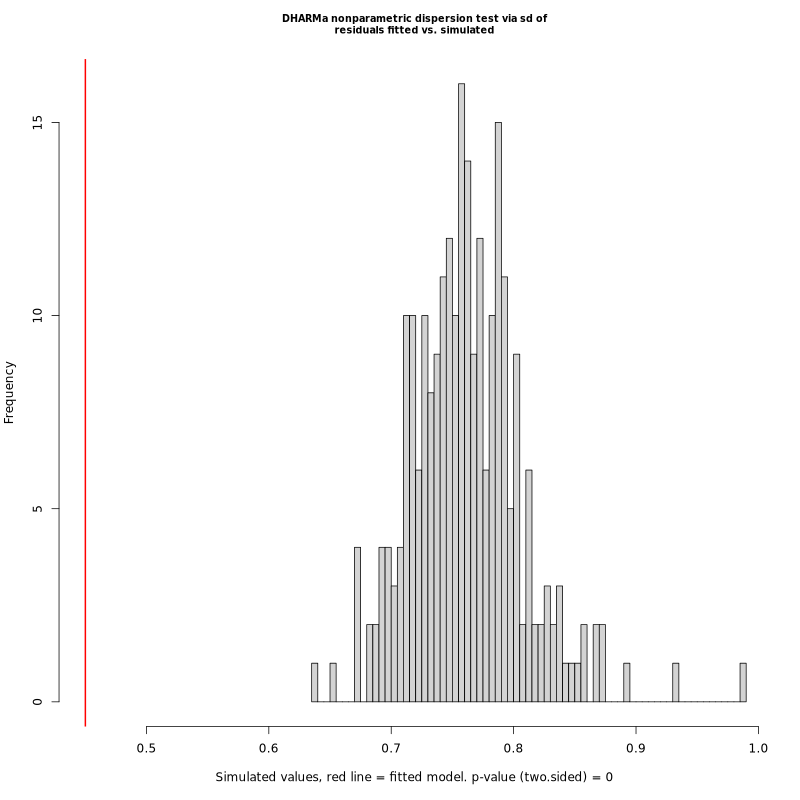 DHARMa nonparametric dispersion test via sd of
residuals fitted vs. simulated
15
10
5
0
Frequency
0.5 0.6 0.7 0.8 0.9 1.0
Simulated values, red line = fitted model. p-value (two.sided) = 0